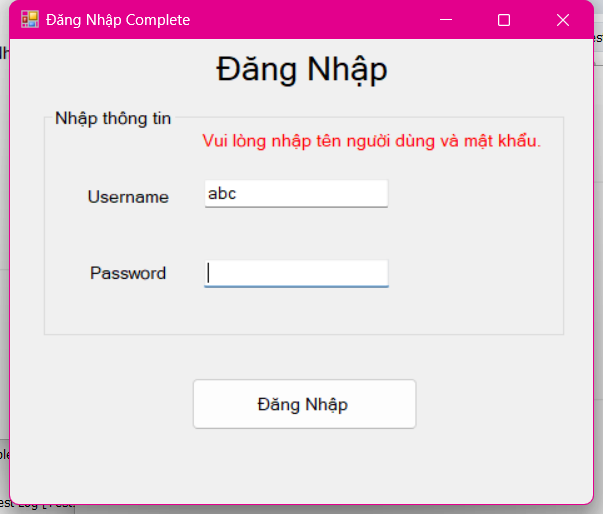 Đăng Nhập Complete
Đăng Nhập
Nhập thông tin
Vui lòng nhập tên người dùng và mật khẩu.
Username
abc
Password
Đăng Nhập